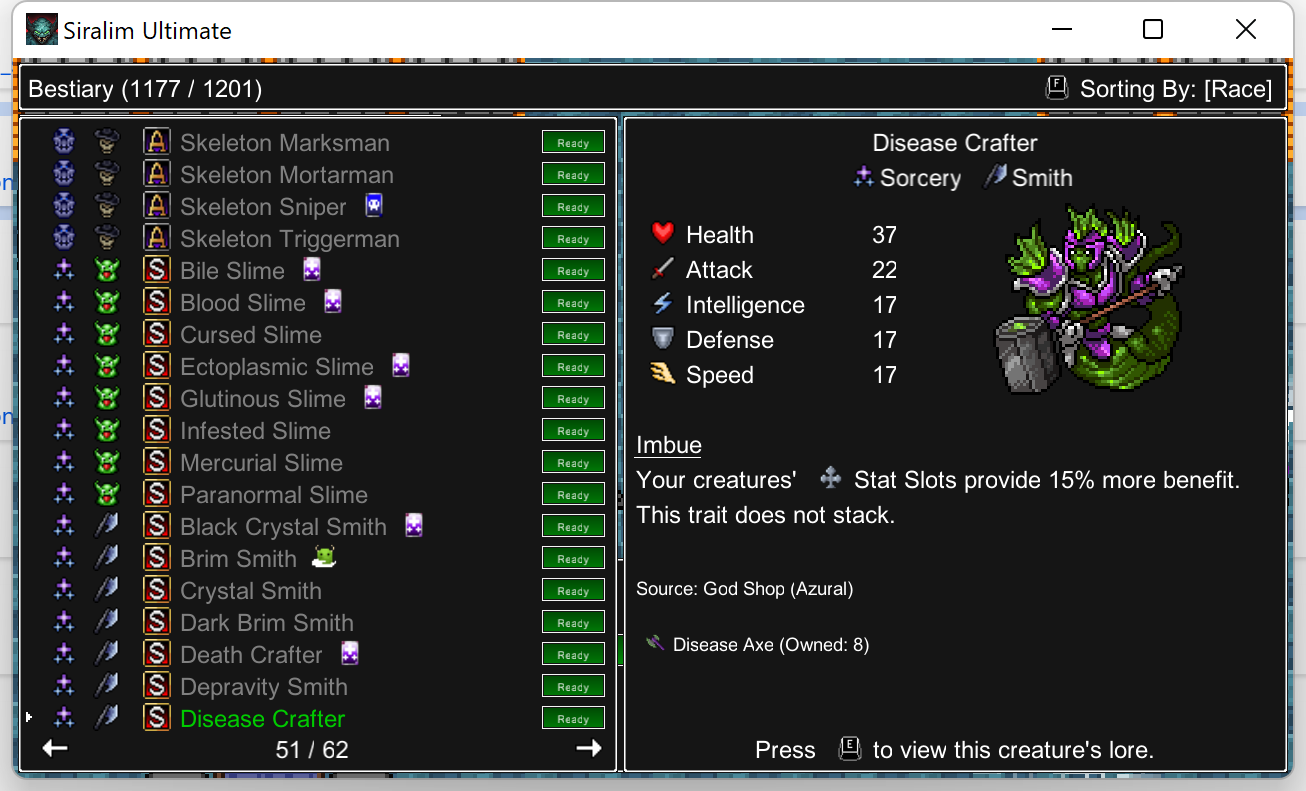 Siralim Ultimate
Bestiary (1177 / 1201)
F Sorting By: [Race]
A Skeleton Marksman Ready
A Skeleton Mortarman Ready
A Skeleton Sniper Ready
A Skeleton Triggerman Ready
S Bile Slime Ready
S Blood Slime Ready
S Cursed Slime Ready
S Ectoplasmic Slime Ready
S Glutinous Slime Ready
S Infested Slime Ready
S Mercurial Slime Ready
S Paranormal Slime Ready
S Black Crystal Smith Ready
S Brim Smith Ready
S Crystal Smith Ready
S Dark Brim Smith Ready
S Death Crafter Ready
S Depravity Smith Ready
S Disease Crafter Ready
51 / 62
Disease Crafter
Sorcery Smith
Health 37
Attack 22
Intelligence 17
Defense 17
Speed 17
Imbue
Your creatures' Stat Slots provide 15% more benefit.
This trait does not stack.
Source: God Shop (Azural)
Disease Axe (Owned: 8)
Press E to view this creature's lore.